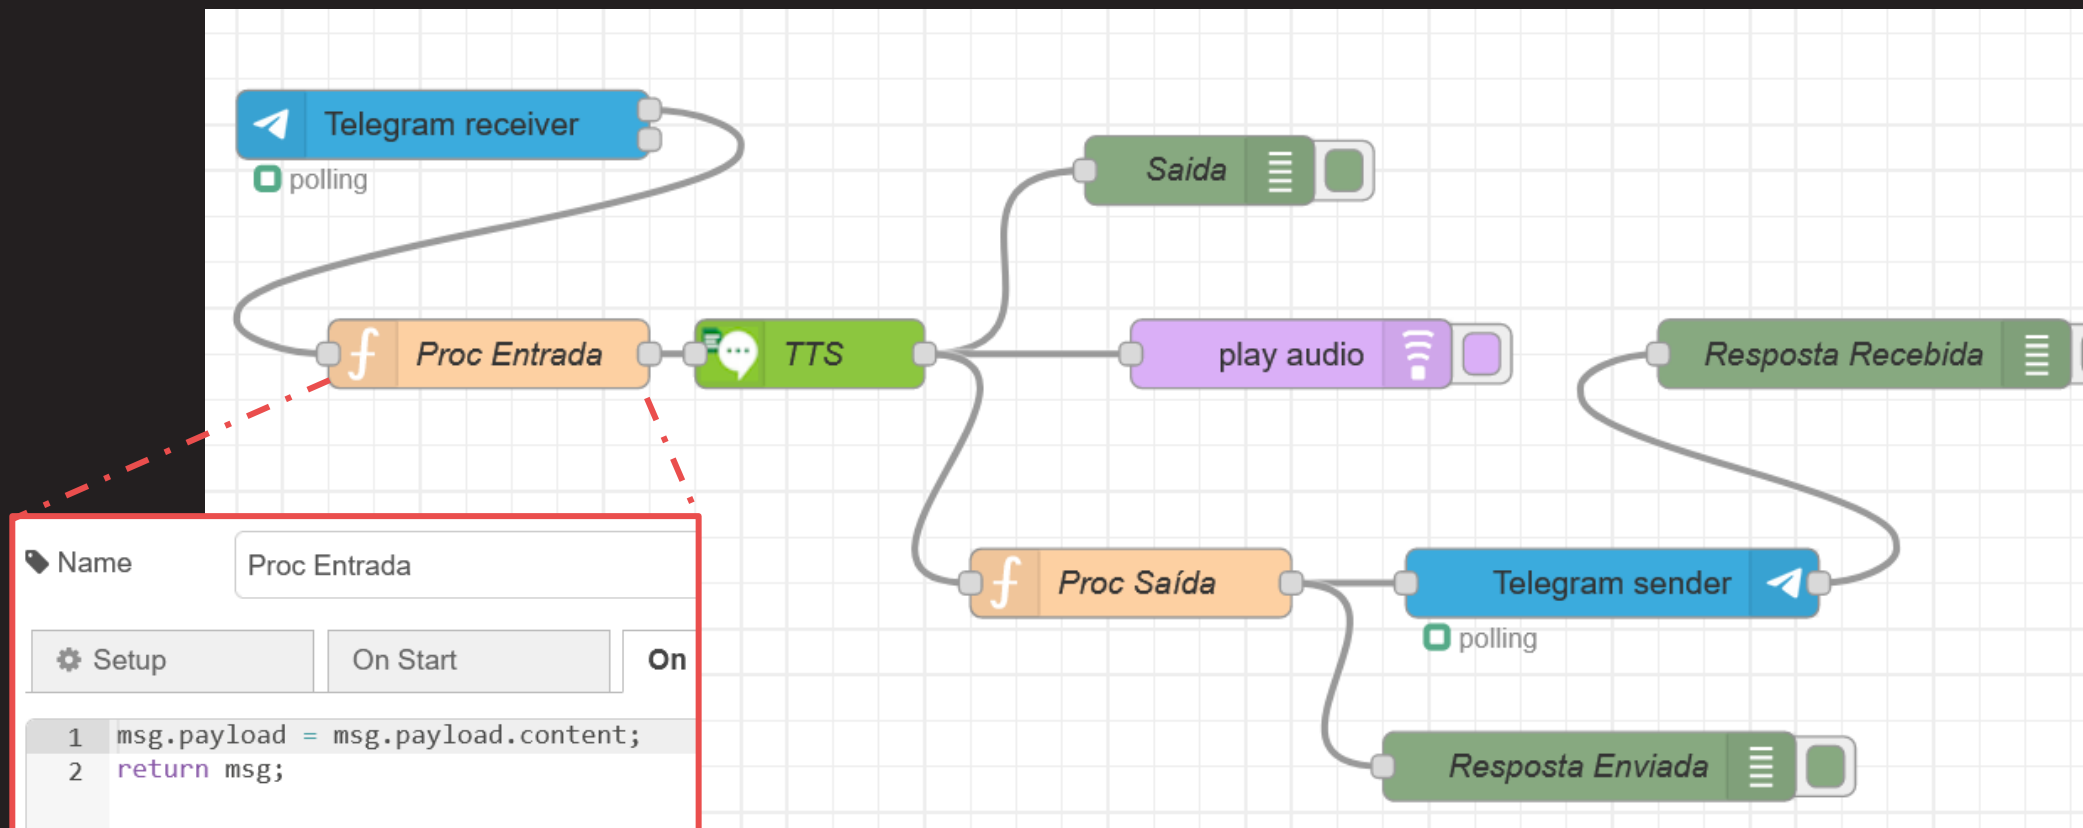 Telegram receiver
polling
Saida
Proc Entrada
TTS
play audio
Resposta Recebida
Proc Saída
Telegram sender
polling
Resposta Enviada
Name
Proc Entrada
Setup
On Start
On
1 msg.payload = msg.payload.content;
2 return msg;